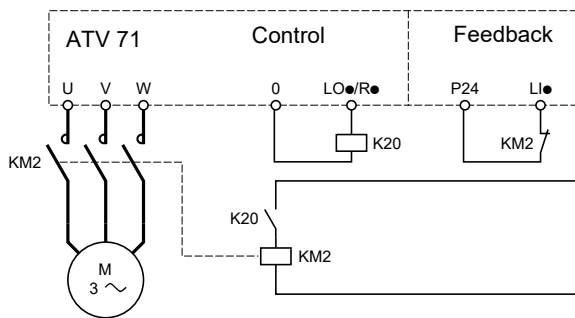 ATV 71 Control Feedback
U V W 0 LO●/R● P24 LI●
KM2 K20 KM2
K20
KM2
M
3 ~